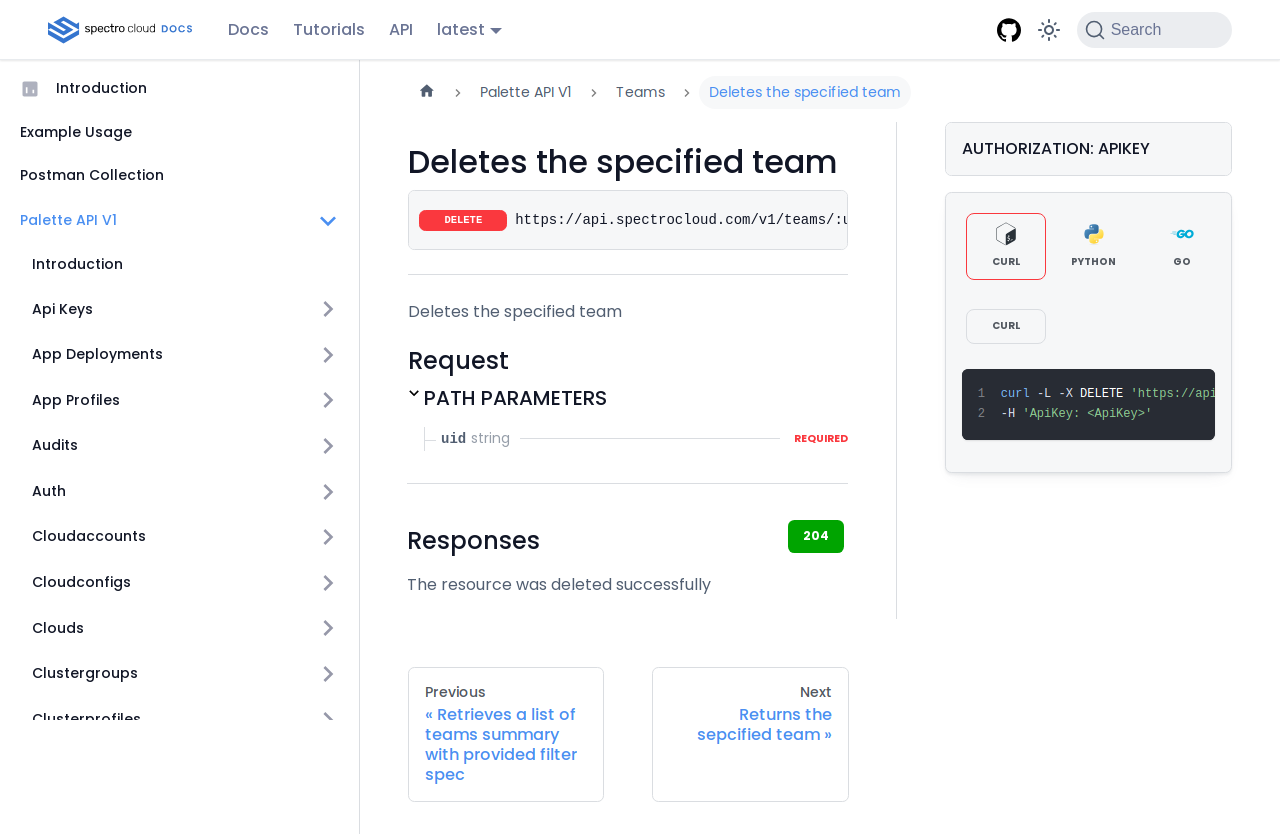 spectro cloud DOCS
Docs Tutorials API latest
Search
Introduction
Example Usage
Postman Collection
Palette API V1
Introduction
Api Keys
App Deployments
App Profiles
Audits
Auth
Cloudaccounts
Cloudconfigs
Clouds
Clustergroups
Clusterprofiles
Palette API V1 Teams Deletes the specified team
Deletes the specified team
DELETE https://api.spectrocloud.com/v1/teams/:u
Deletes the specified team
Request
PATH PARAMETERS
uid string REQUIRED
Responses 204
The resource was deleted successfully
Previous
« Retrieves a list of
teams summary
with provided filter
spec
Next
Returns the
sepcified team »
AUTHORIZATION: APIKEY
CURL PYTHON GO
CURL
1 curl -L -X DELETE 'https://api
2 -H 'ApiKey: <ApiKey>'